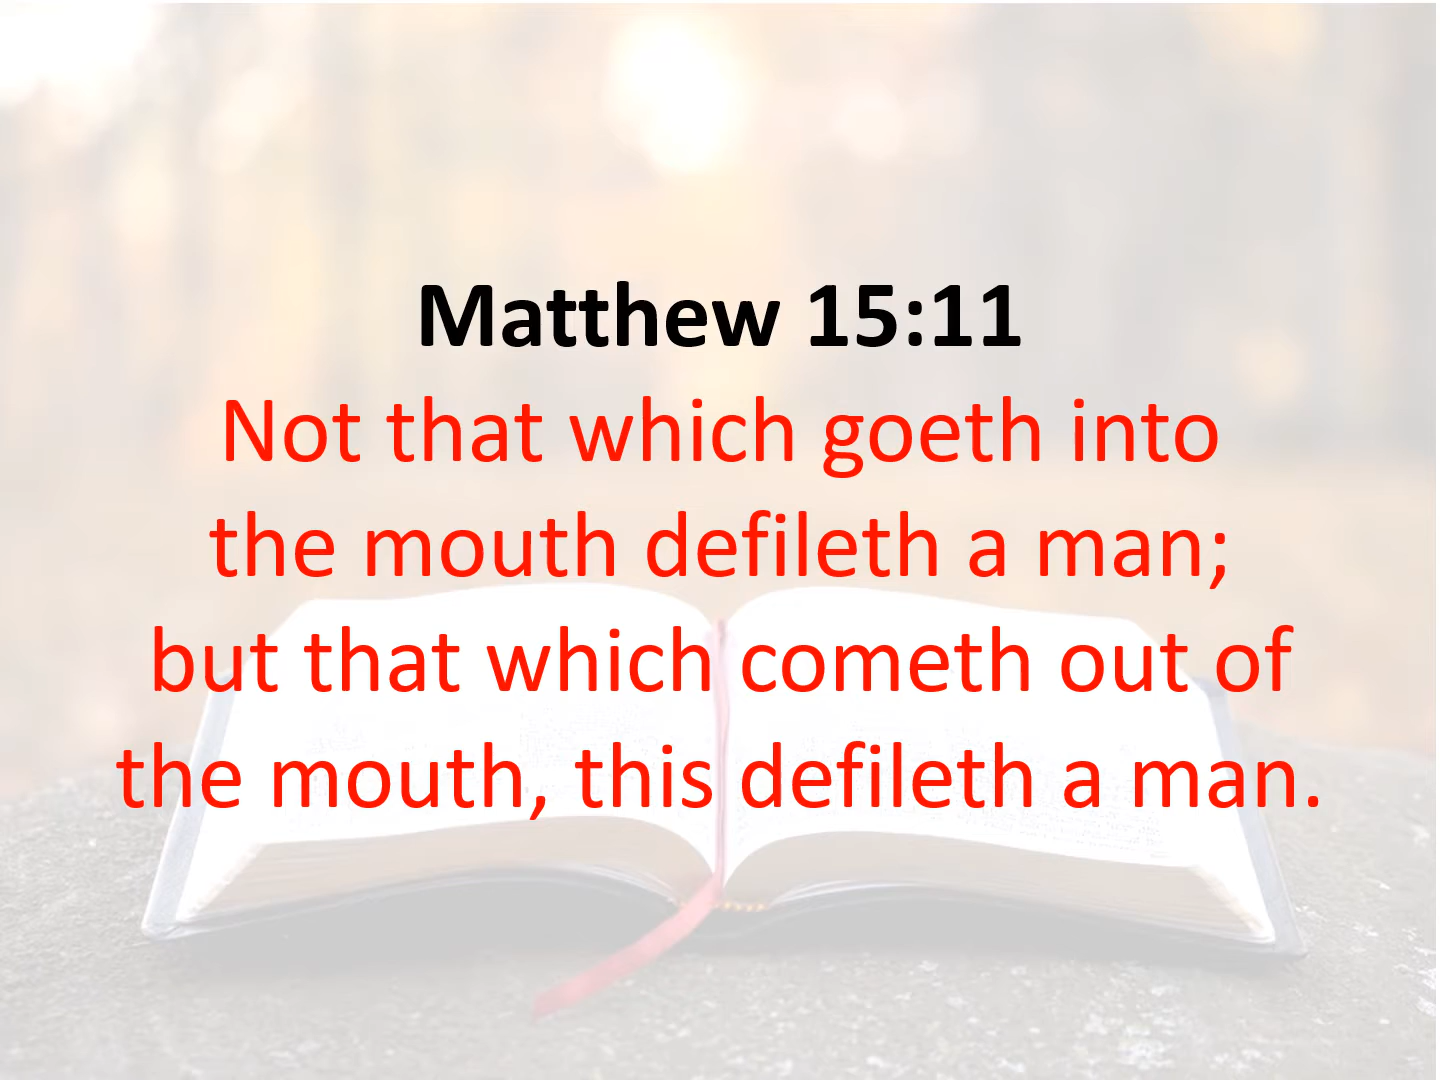 Matthew 15:11
Not that which goeth into
the mouth defileth a man;
but that which cometh out of
the mouth, this defileth a man.